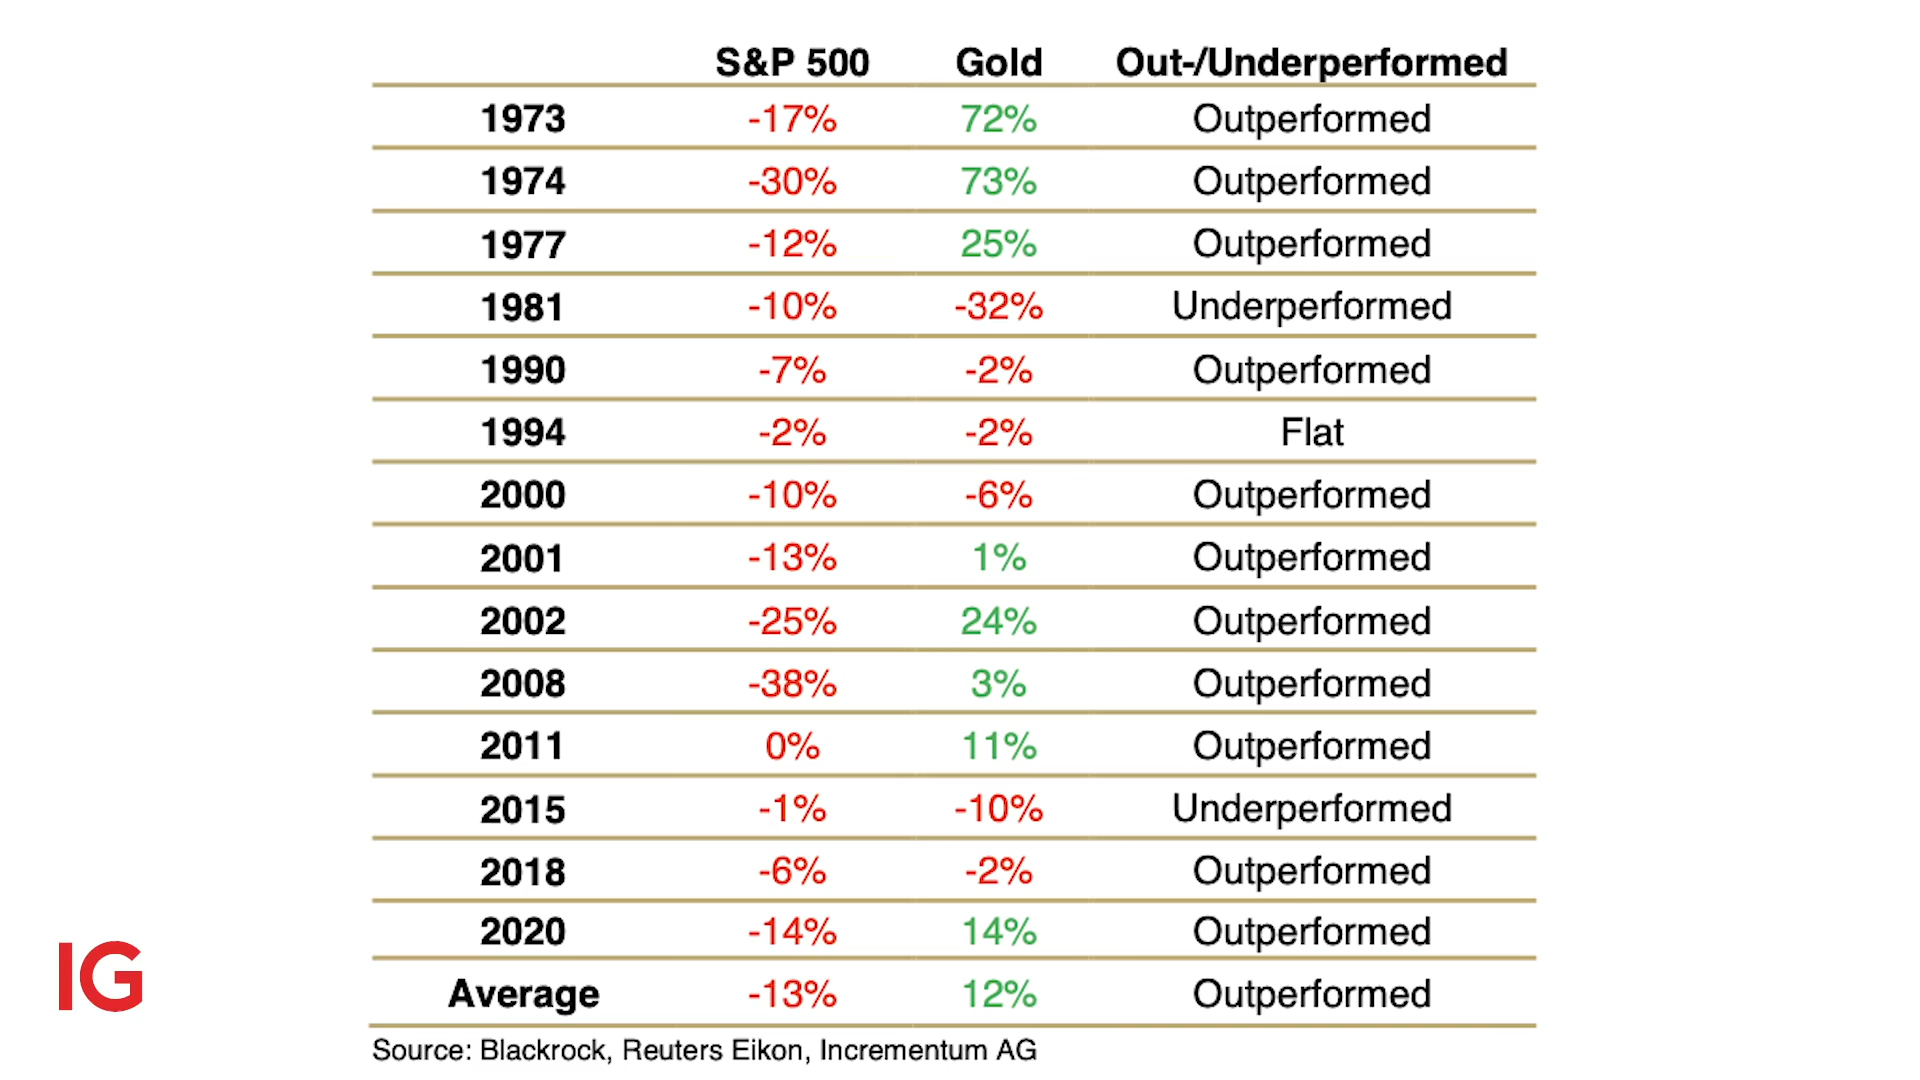 S&P 500 Gold Out-/Underperformed
1973 -17% 72% Outperformed
1974 -30% 73% Outperformed
1977 -12% 25% Outperformed
1981 -10% -32% Underperformed
1990 -7% -2% Outperformed
1994 -2% -2% Flat
2000 -10% -6% Outperformed
2001 -13% 1% Outperformed
2002 -25% 24% Outperformed
2008 -38% 3% Outperformed
2011 0% 11% Outperformed
2015 -1% -10% Underperformed
2018 -6% -2% Outperformed
2020 -14% 14% Outperformed
Average -13% 12% Outperformed
Source: Blackrock, Reuters Eikon, Incrementum AG
IG